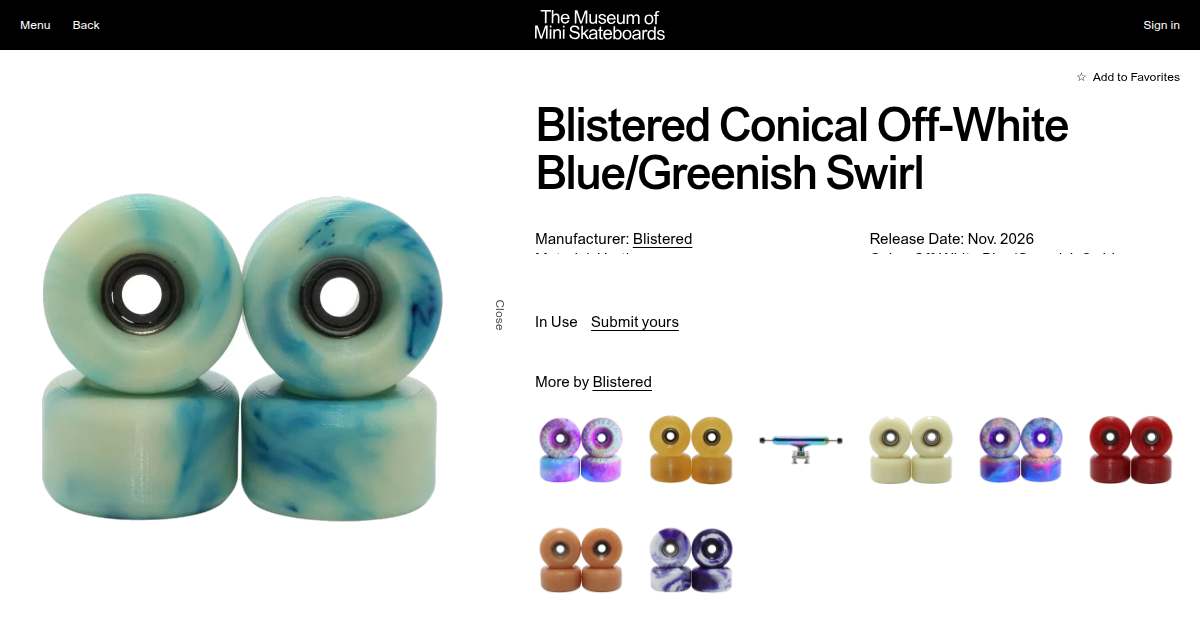 Menu
Back
The Museum of
Mini Skateboards
Sign in
☆ Add to Favorites
Blistered Conical Off-White
Blue/Greenish Swirl
Manufacturer: Blistered
Release Date: Nov. 2026
Close
In Use
Submit yours
More by Blistered